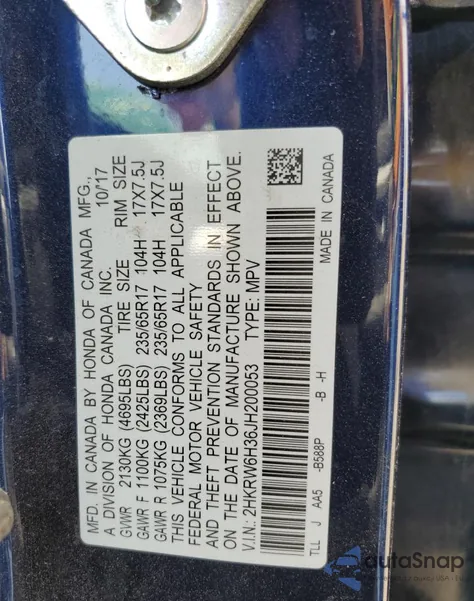 MFD. IN CANADA BY HONDA OF CANADA MFG.,
A DIVISION OF HONDA CANADA INC. 10/17
GVWR 2130KG (4695LBS) TIRE SIZE RIM SIZE
GAWR F 1100KG (2425LBS) 235/65R17 104H 17X7.5J
GAWR R 1075KG (2369LBS) 235/65R17 104H 17X7.5J
THIS VEHICLE CONFORMS TO ALL APPLICABLE
FEDERAL MOTOR VEHICLE SAFETY
AND THEFT PREVENTION STANDARDS IN EFFECT
ON THE DATE OF MANUFACTURE SHOWN ABOVE.
V.I.N.: 2HKRW6H36JH200053 TYPE: MPV
TLL J AA5 -B588P -B -H MADE IN CANADA
autoSnap